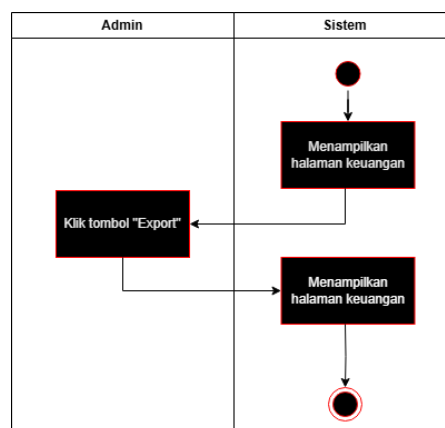 Admin
Sistem
Menampilkan
halaman keuangan
Klik tombol "Export"
Menampilkan
halaman keuangan